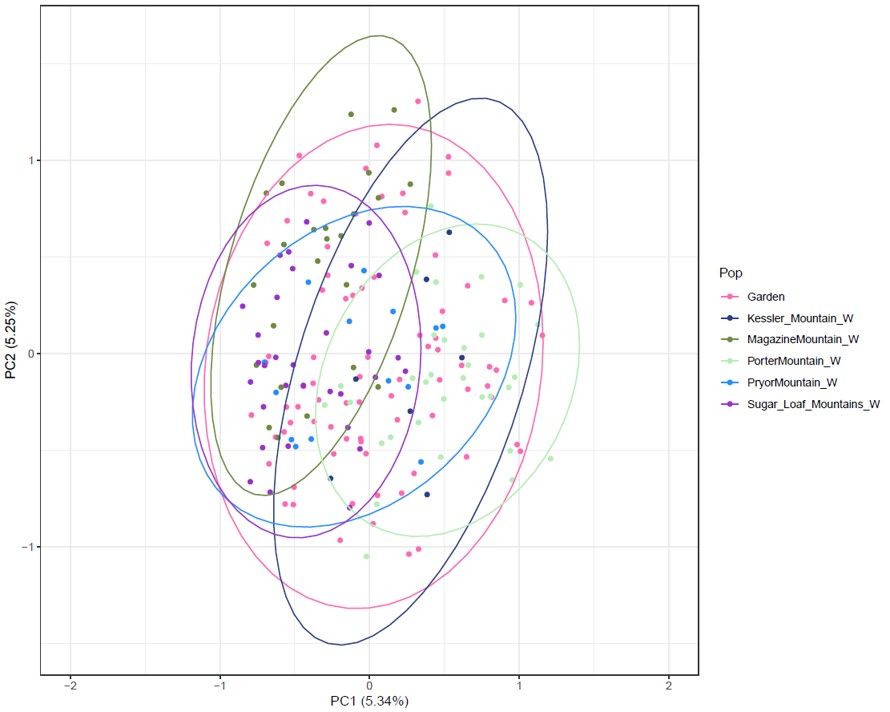 1
0
−1
−2
−1
0
1
2
PC1 (5.34%)
PC2 (5.25%)
Pop
Garden
Kessler_Mountain_W
MagazineMountain_W
PorterMountain_W
PryorMountain_W
Sugar_Loaf_Mountains_W